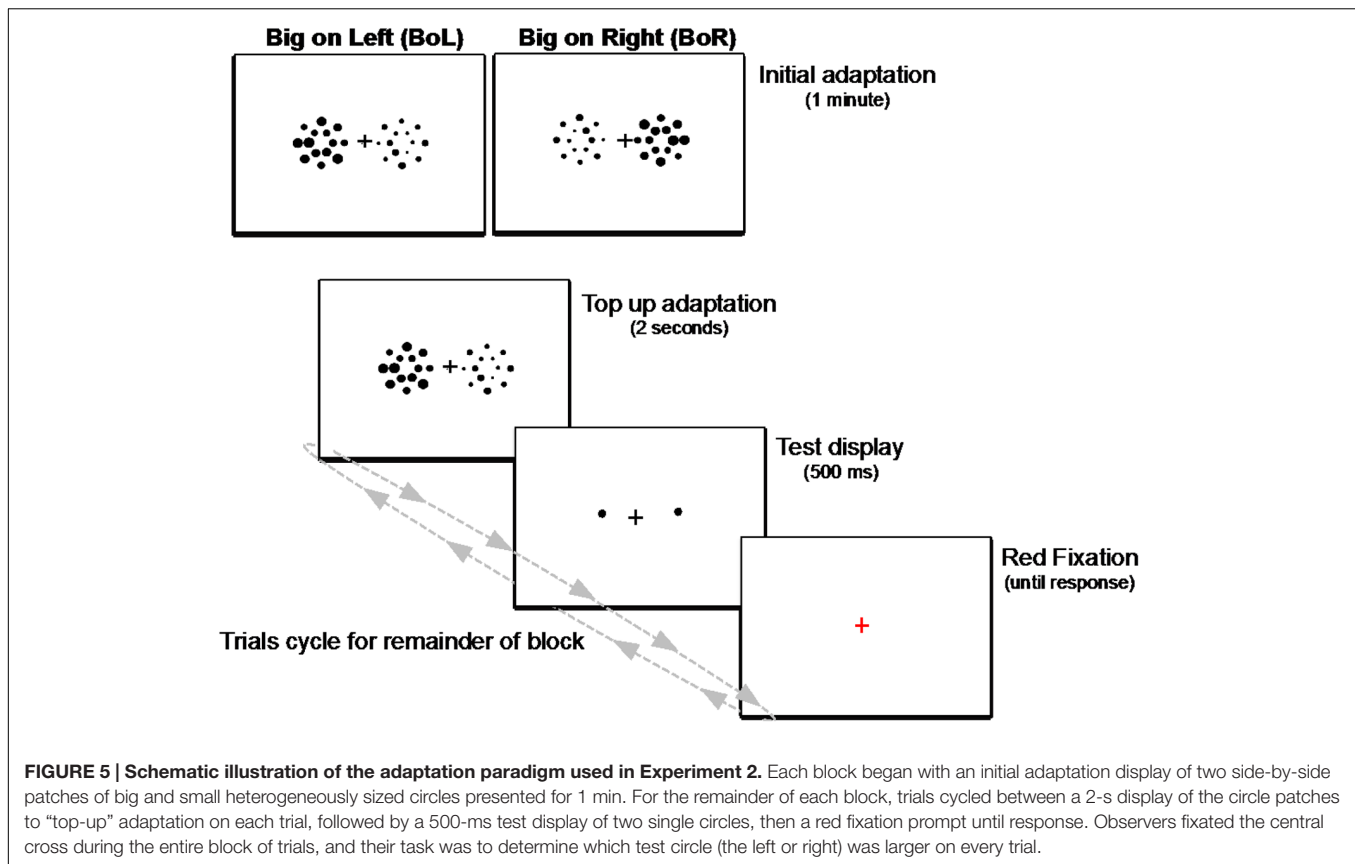 Big on Left (BoL)
Big on Right (BoR)
Initial adaptation
(1 minute)
Top up adaptation
(2 seconds)
Test display
(500 ms)
Red Fixation
(until response)
Trials cycle for remainder of block
FIGURE 5 | Schematic illustration of the adaptation paradigm used in Experiment 2. Each block began with an initial adaptation display of two side-by-side
patches of big and small heterogeneously sized circles presented for 1 min. For the remainder of each block, trials cycled between a 2-s display of the circle patches
to “top-up” adaptation on each trial, followed by a 500-ms test display of two single circles, then a red fixation prompt until response. Observers fixated the central
cross during the entire block of trials, and their task was to determine which test circle (the left or right) was larger on every trial.